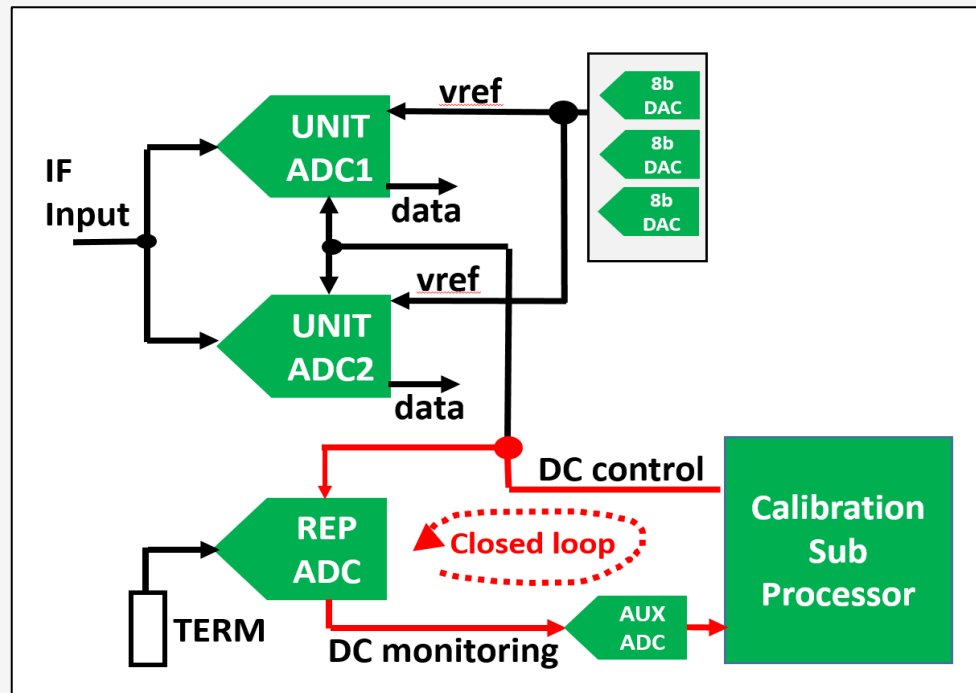 IF
Input
UNIT
ADC1
vref
data
8b
DAC
8b
DAC
8b
DAC
UNIT
ADC2
vref
data
DC control
REP
ADC
Closed loop
TERM
DC monitoring
AUX
ADC
Calibration
Sub
Processor